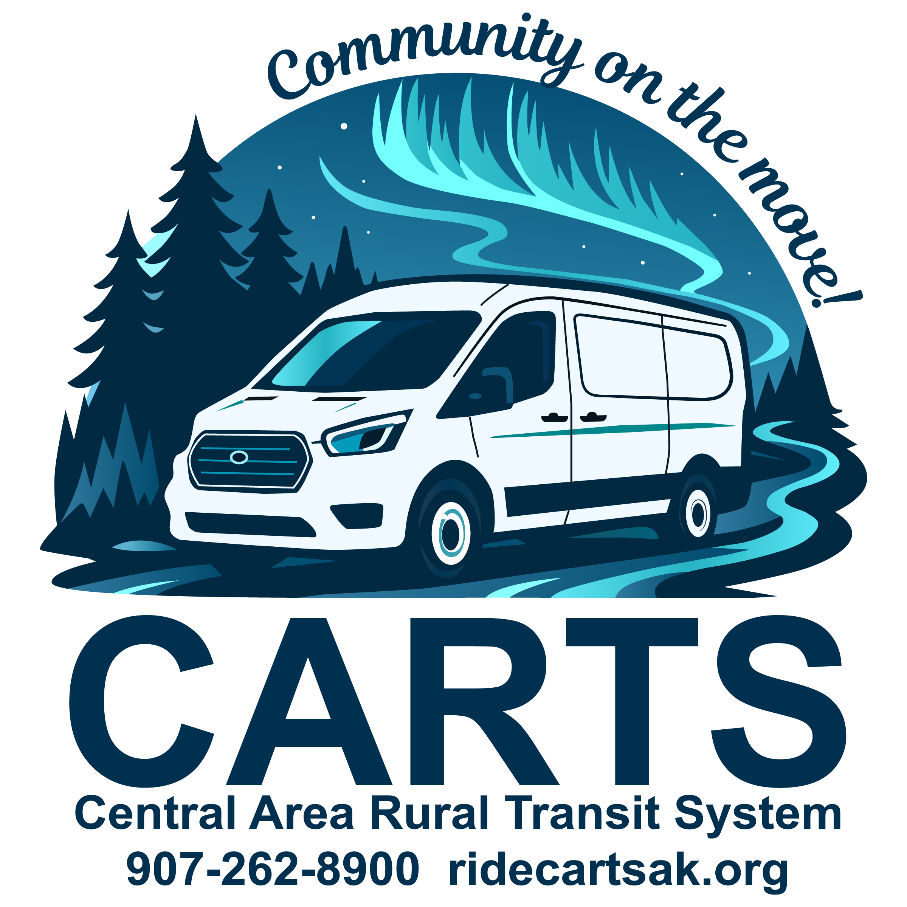 Community on the move!
CARTS
Central Area Rural Transit System
907-262-8900 ridecartsak.org